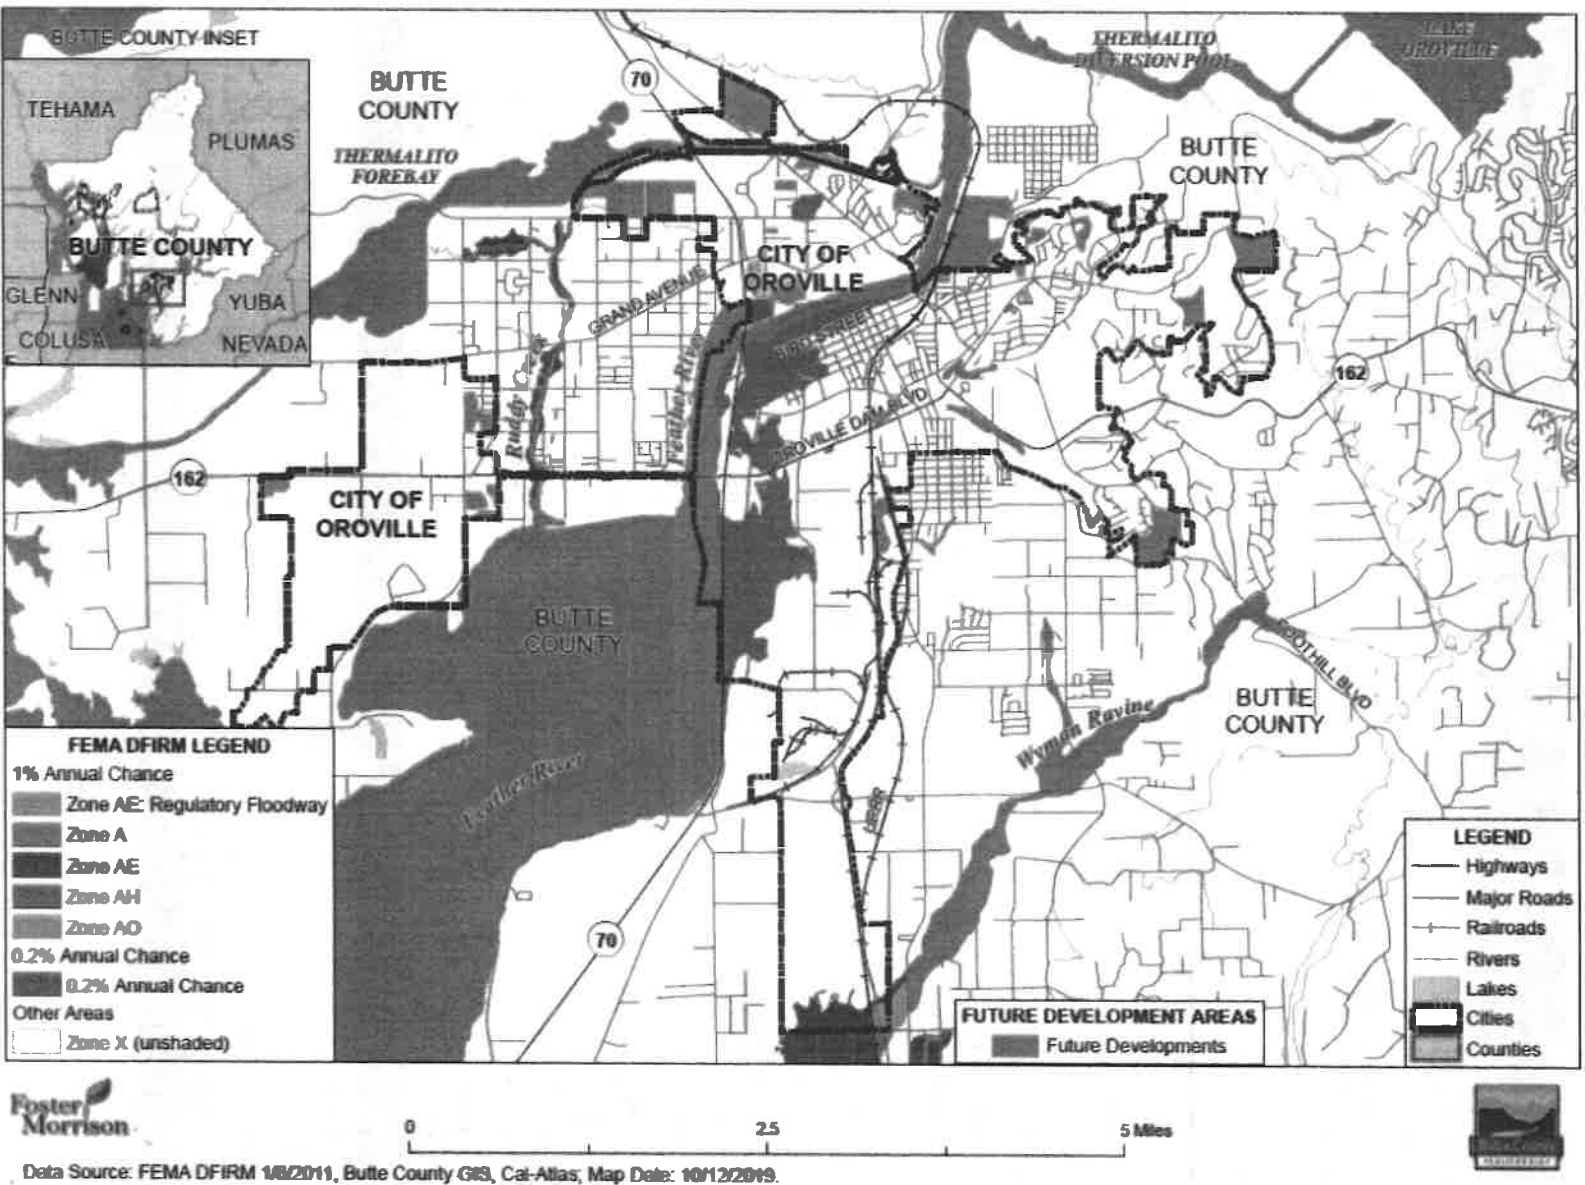 BUTTE COUNTY INSET
TEHAMA
PLUMAS
BUTTE COUNTY
GLENN
YUBA
COLUSA
NEVADA
BUTTE
COUNTY
70
THERMALITO
FOREBAY
THERMALITO
DIVERSION POOL
LAKE
OROVILLE
BUTTE
COUNTY
CITY OF
OROVILLE
GRAND AVENUE
BIRD STREET
Ruddy Creek
Feather River
OROVILLE DAM BLVD
162
162
CITY OF
OROVILLE
BUTTE
COUNTY
Feather River
Wyman Ravine
FOOTHILL BLVD
BUTTE
COUNTY
UPRR
70
FEMA DFIRM LEGEND
1% Annual Chance
Zone AE: Regulatory Floodway
Zone A
Zone AE
Zone AH
Zone AO
0.2% Annual Chance
0.2% Annual Chance
Other Areas
Zone X (unshaded)
LEGEND
Highways
Major Roads
Railroads
Rivers
Lakes
Cities
Counties
FUTURE DEVELOPMENT AREAS
Future Developments
Foster
Morrison
0 2.5 5 Miles
Data Source: FEMA DFIRM 1/6/2011, Butte County GIS, Cal-Atlas; Map Date: 10/12/2019.